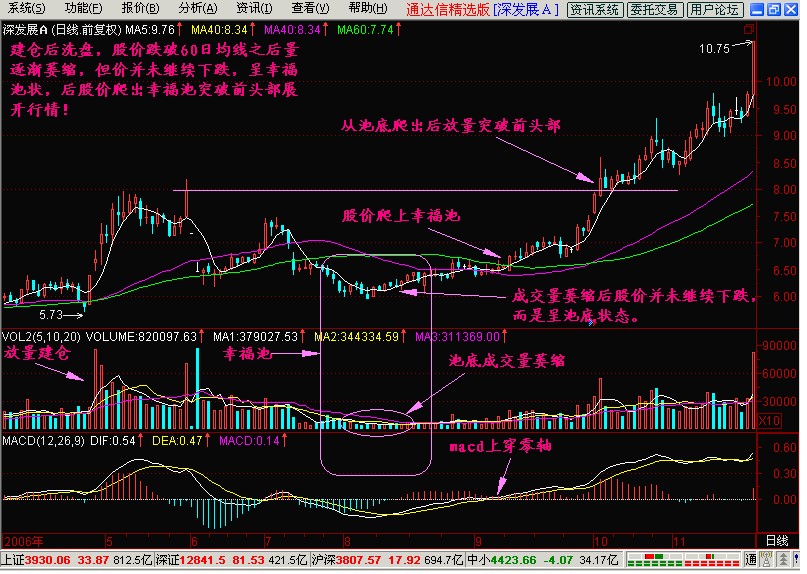 系统(S) 功能(F) 报价(B) 分析(A) 资讯(I) 查看(V) 帮助(H) 通达信精选版 [深发展A] 资讯系统 委托交易 用户论坛
深发展A (日线.前复权) MA5:9.76↑ MA40:8.34↑ MA40:8.34↑ MA60:7.74↑
建仓后洗盘，股价跌破60日均线之后量
逐渐萎缩，但价并未继续下跌，呈幸福
池状，后股价爬出幸福池突破前头部展
开行情！
10.75
从池底爬出后放量突破前头部
股价爬上幸福池
成交量萎缩后股价并未继续下跌，
而是呈池底状态。
5.73
10.00
9.50
9.00
8.50
8.00
7.50
7.00
6.50
6.00
VOL2(5,10,20) VOLUME:820097.63↑ MA1:379027.53↑ MA2:344334.59↑ MA3:311369.00↑
放量建仓
幸福池
池底成交量萎缩
90000
60000
30000
X10
MACD(12,26,9) DIF:0.54↑ DEA:0.47↑ MACD:0.14↑
macd上穿零轴
0.60
0.40
0.20
0.00
2006年 5 6 7 8 9 10 11 日线
上证3930.06 33.87 812.5亿 深证12841.5 81.53 421.5亿 沪深3807.57 17.92 694.7亿 中小4423.66 -4.07 34.17亿 通